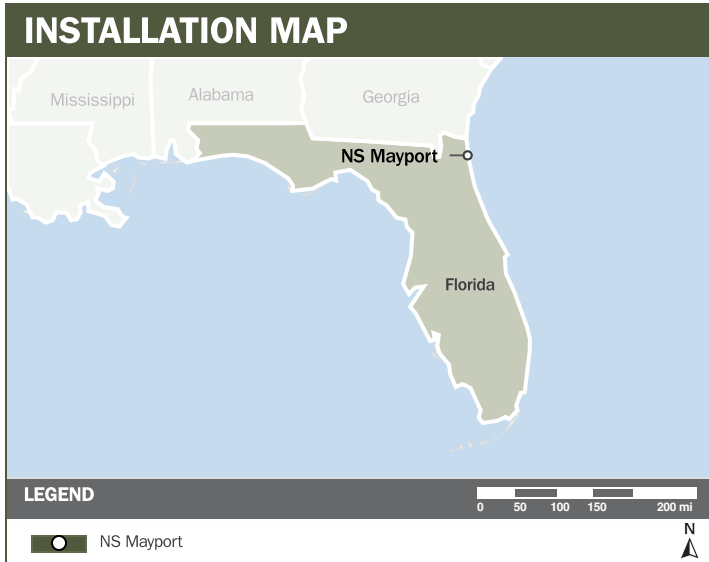 INSTALLATION MAP
Mississippi
Alabama
Georgia
NS Mayport
Florida
LEGEND
0 50 100 150 200 mi
NS Mayport
N